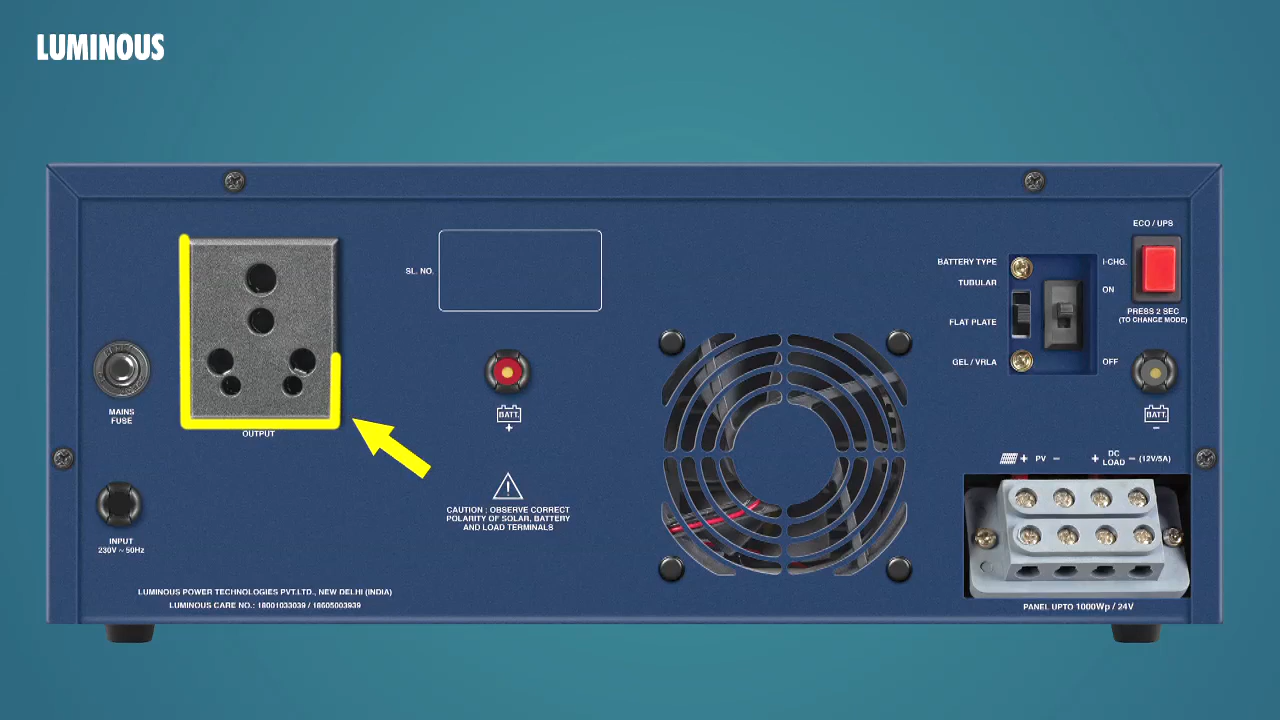 LUMINOUS
ECO / UPS
SL. NO.
BATTERY TYPE
TUBULAR
FLAT PLATE
GEL / VRLA
I-CHG.
ON
OFF
PRESS 2 SEC
(TO CHANGE MODE)
MAINS
FUSE
OUTPUT
BATT.
+
BATT.
–
+ PV –
+ DC LOAD – (12V/5A)
CAUTION : OBSERVE CORRECT
POLARITY OF SOLAR, BATTERY
AND LOAD TERMINALS
INPUT
230V ~ 50Hz
LUMINOUS POWER TECHNOLOGIES PVT.LTD., NEW DELHI (INDIA)
LUMINOUS CARE NO.: 18001033039 / 18605003939
PANEL UPTO 1000Wp / 24V